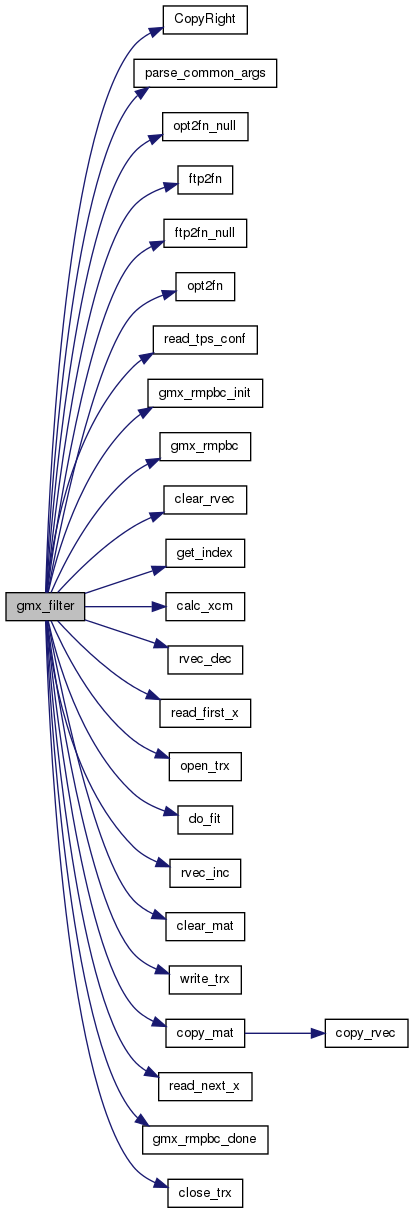 CopyRight
parse_common_args
opt2fn_null
ftp2fn
ftp2fn_null
opt2fn
read_tps_conf
gmx_rmpbc_init
gmx_rmpbc
clear_rvec
get_index
gmx_filter
calc_xcm
rvec_dec
read_first_x
open_trx
do_fit
rvec_inc
clear_mat
write_trx
copy_mat
copy_rvec
read_next_x
gmx_rmpbc_done
close_trx